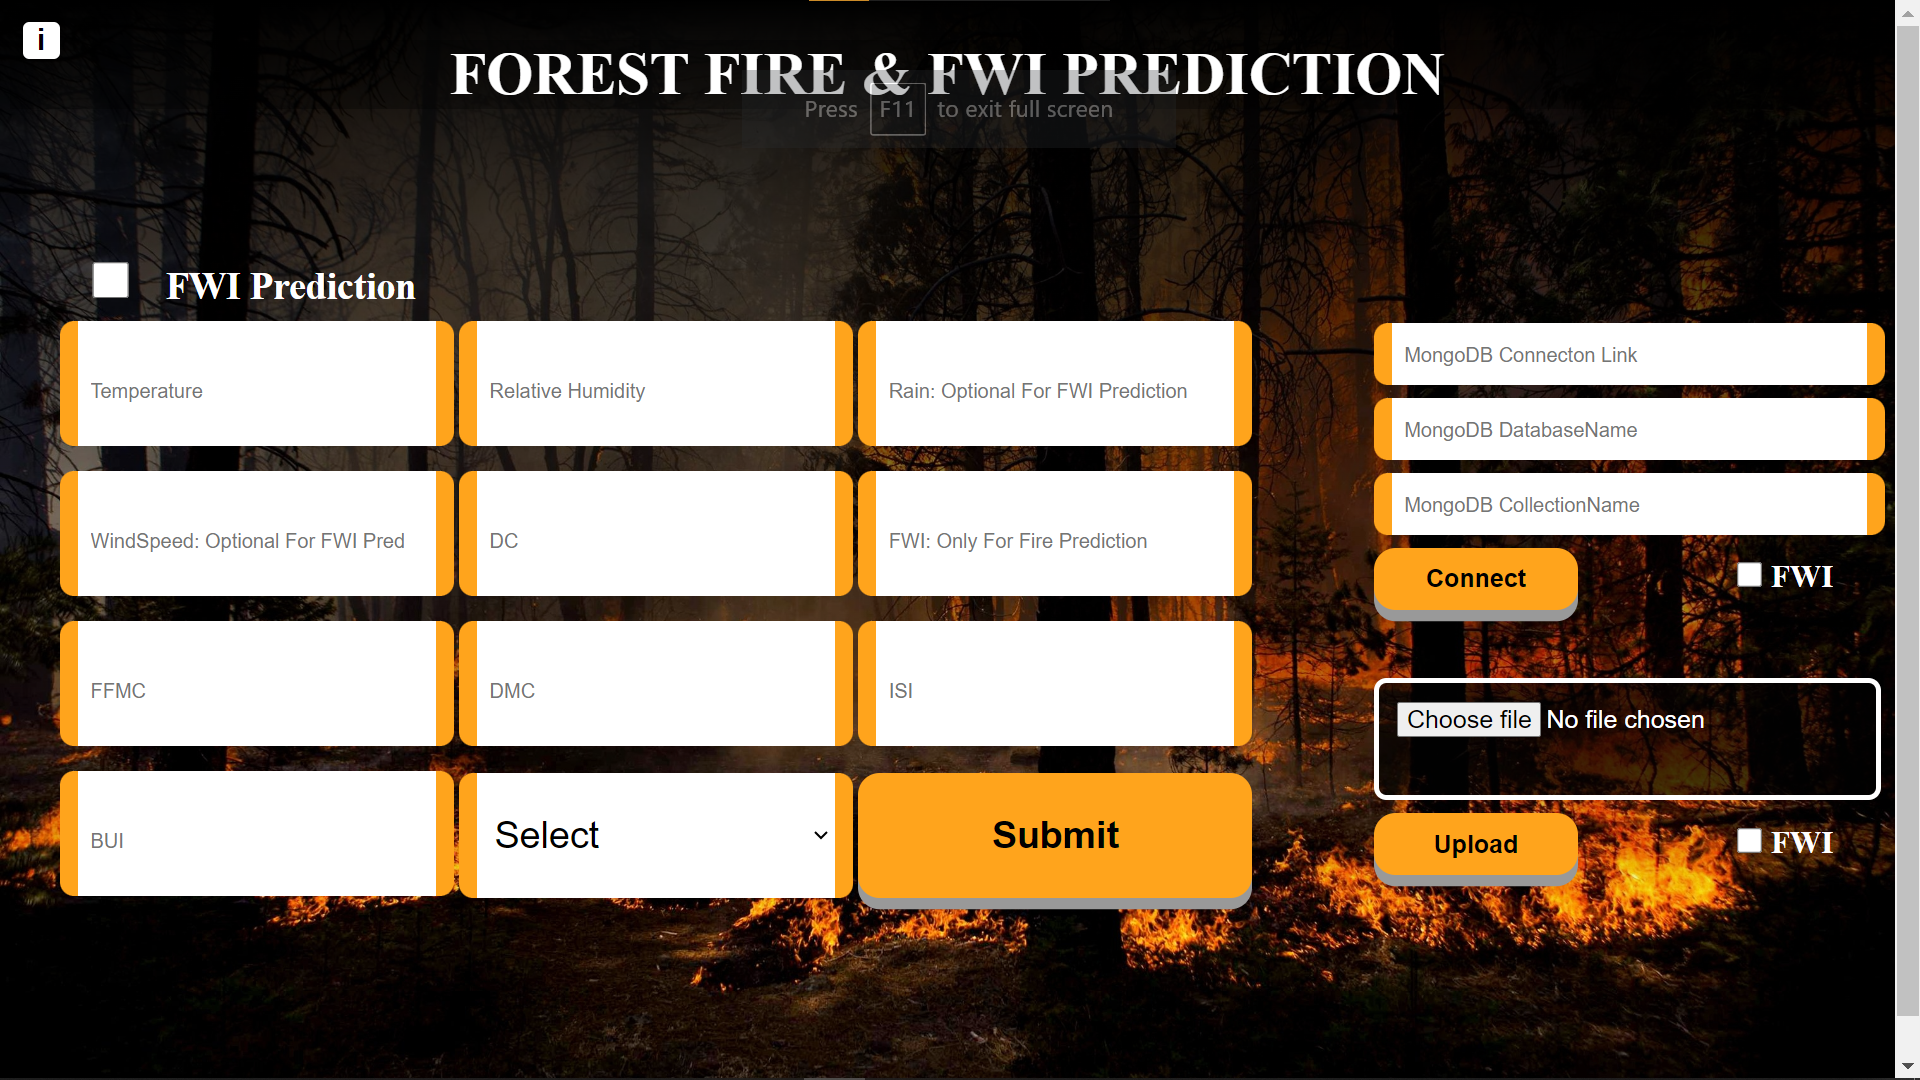 i
FOREST FIRE & FWI PREDICTION
Press F11 to exit full screen
FWI Prediction
Temperature
Relative Humidity
Rain: Optional For FWI Prediction
WindSpeed: Optional For FWI Pred
DC
FWI: Only For Fire Prediction
FFMC
DMC
ISI
BUI
Select
Submit
MongoDB Connecton Link
MongoDB DatabaseName
MongoDB CollectionName
Connect
FWI
Choose file No file chosen
Upload
FWI